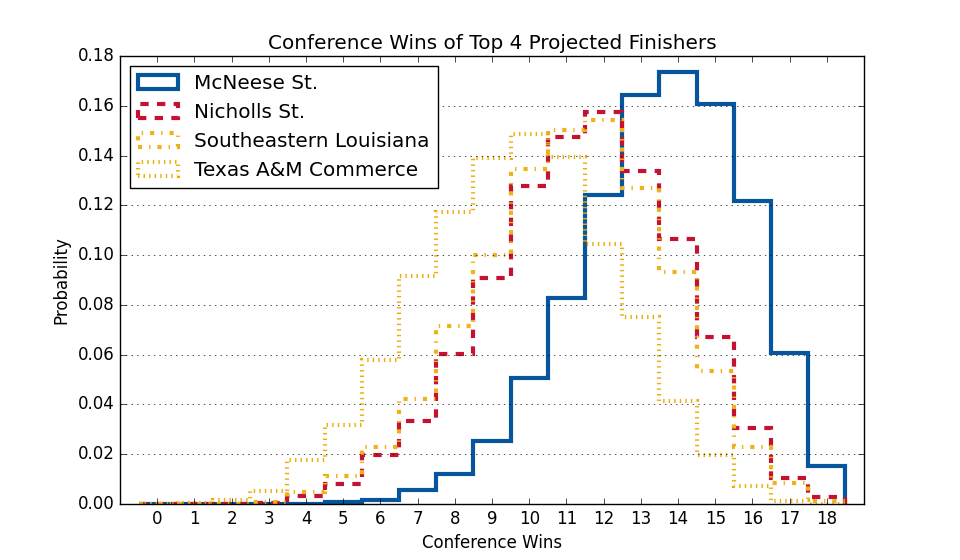 Conference Wins of Top 4 Projected Finishers
0.18
0.16
0.14
0.12
0.10
0.08
0.06
0.04
0.02
0.00
Probability
McNeese St.
Nicholls St.
Southeastern Louisiana
Texas A&M Commerce
0 1 2 3 4 5 6 7 8 9 10 11 12 13 14 15 16 17 18
Conference Wins